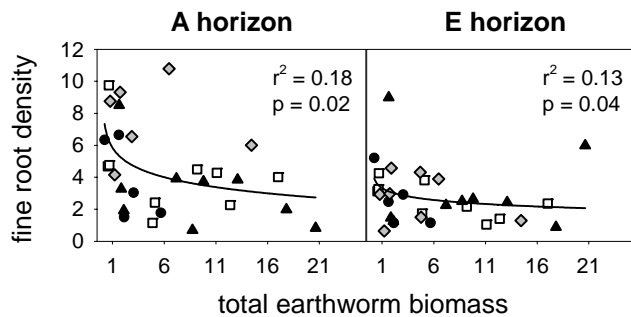 A horizon E horizon
12
10
8
6
4
2
0
fine root density
r² = 0.18
p = 0.02
r² = 0.13
p = 0.04
1 6 11 16 21 1 6 11 16 21
total earthworm biomass